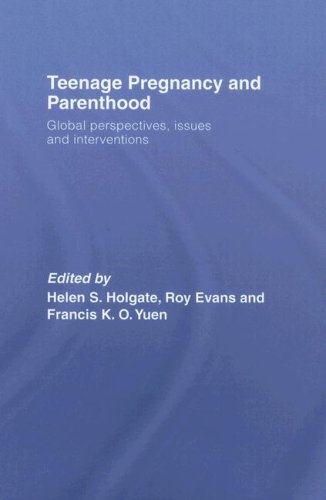 Teenage Pregnancy and
Parenthood
Global perspectives, issues
and interventions
Edited by
Helen S. Holgate, Roy Evans and
Francis K. O. Yuen